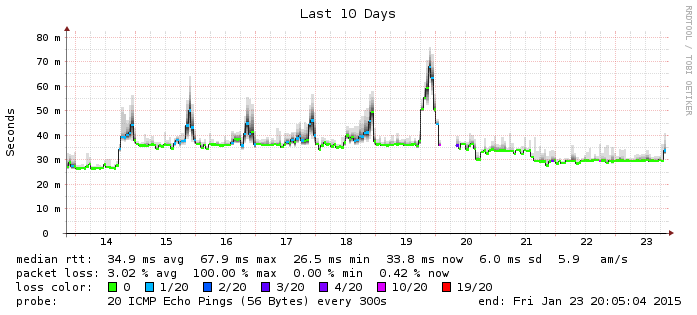 Last 10 Days
RRDTOOL / TOBI OETIKER
Seconds
80 m
70 m
60 m
50 m
40 m
30 m
20 m
10 m
0
14 15 16 17 18 19 20 21 22 23
median rtt: 34.9 ms avg 67.9 ms max 26.5 ms min 33.8 ms now 6.0 ms sd 5.9 am/s
packet loss: 3.02 % avg 100.00 % max 0.00 % min 0.42 % now
loss color: 0 1/20 2/20 3/20 4/20 10/20 19/20
probe: 20 ICMP Echo Pings (56 Bytes) every 300s end: Fri Jan 23 20:05:04 2015